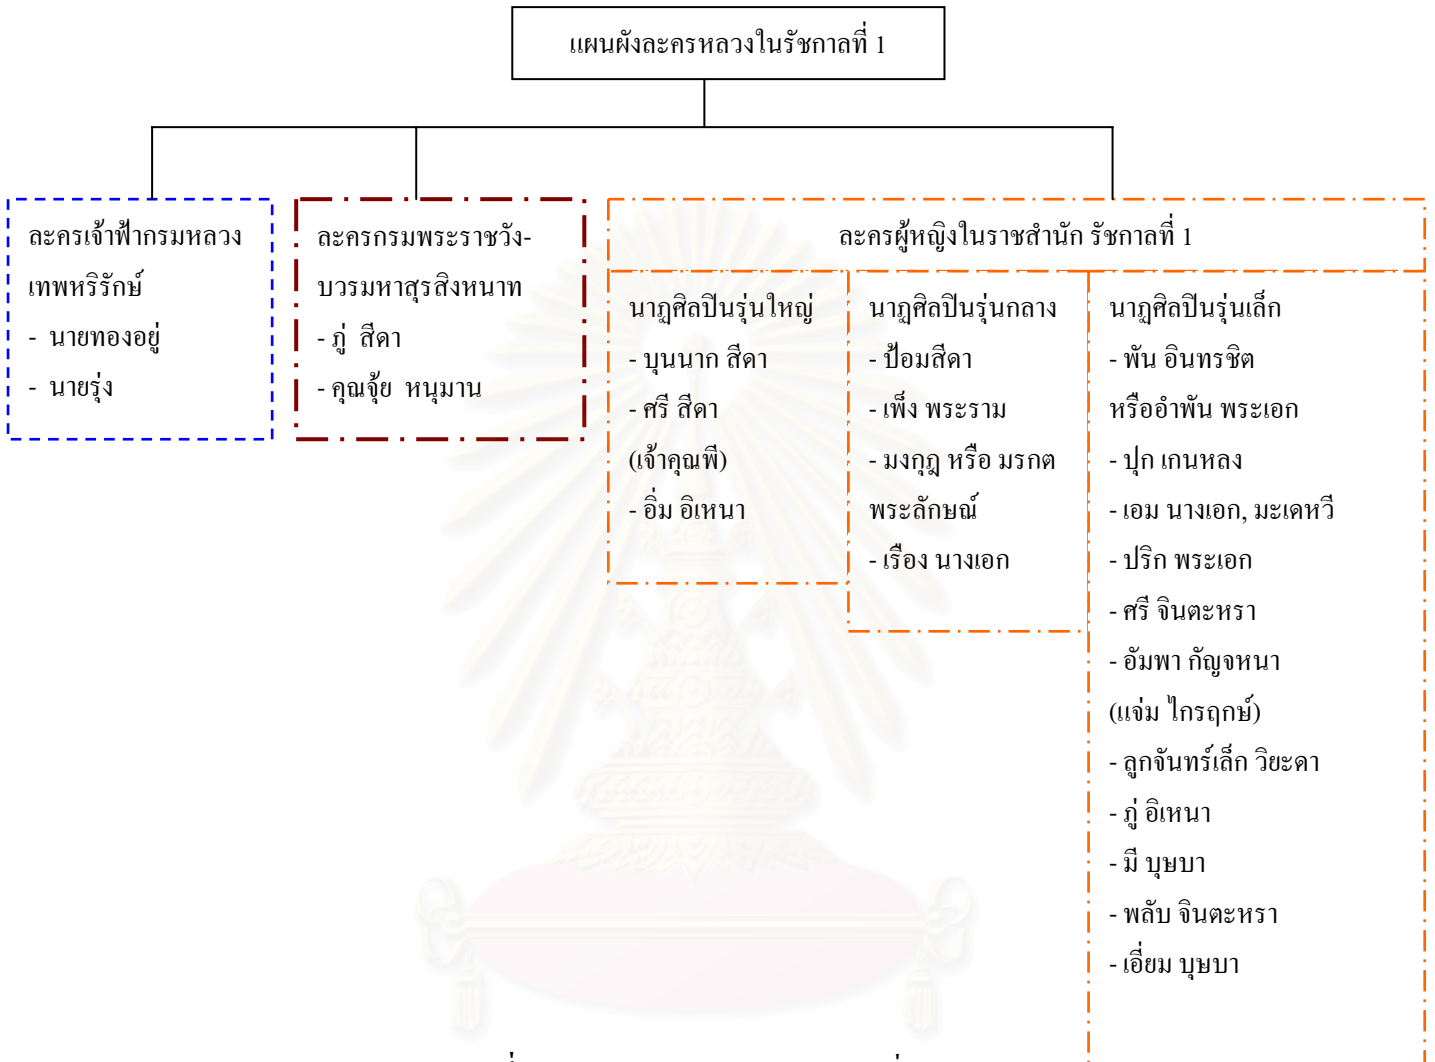 แผนผังละครหลวงในรัชกาลที่ 1
ละครเจ้าฟ้ากรมหลวง
เทพหริรักษ์
- นายทองอยู่
- นายรุ่ง
ละครกรมพระราชวัง-
บวรมหาสุรสิงหนาท
- ภู่ สีดา
- คุณจุ้ย หนุมาน
ละครผู้หญิงในราชสำนัก รัชกาลที่ 1
นาฏศิลปินรุ่นใหญ่
- บุนนาก สีดา
- ศรี สีดา
(เจ้าคุณพี)
- อิ่ม อิเหนา
นาฏศิลปินรุ่นกลาง
- ป้อมสีดา
- เพ็ง พระราม
- มงกุฎ หรือ มรกต
พระลักษณ์
- เรือง นางเอก
นาฏศิลปินรุ่นเล็ก
- พัน อินทรชิต
หรืออำพัน พระเอก
- ปุก เกนหลง
- เอม นางเอก, มะเดหวี
- ปริก พระเอก
- ศรี จินตะหรา
- อัมพา กัญจหนา
(แจ่ม ไกรฤกษ์)
- ลูกจันทร์เล็ก วิยะดา
- ภู่ อิเหนา
- มี บุษบา
- พลับ จินตะหรา
- เอี่ยม บุษบา